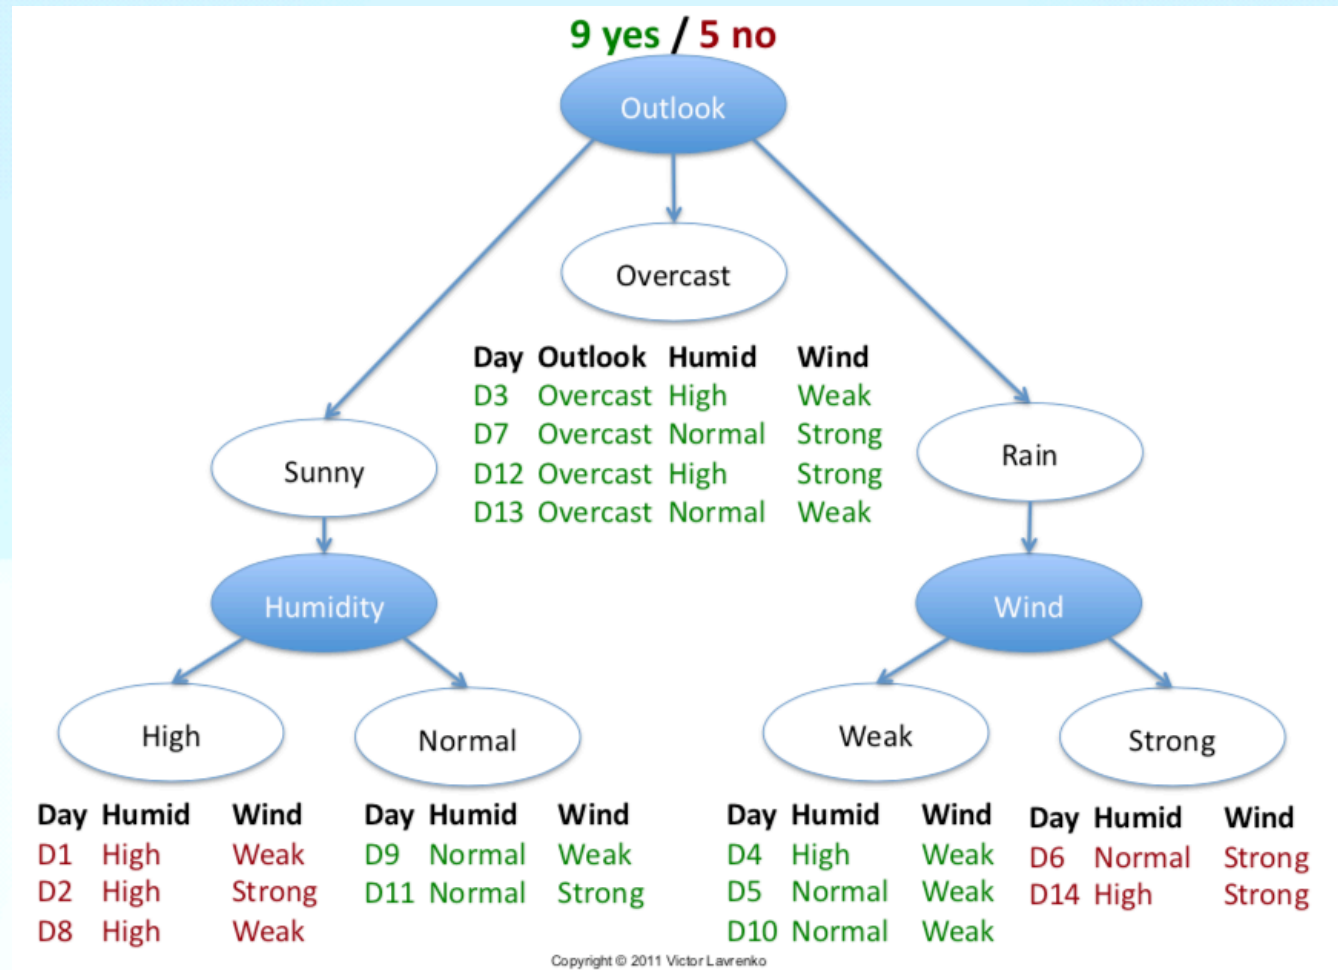 9 yes / 5 no
Outlook
Overcast
Day Outlook Humid Wind
D3 Overcast High Weak
D7 Overcast Normal Strong
D12 Overcast High Strong
D13 Overcast Normal Weak
Sunny
Rain
Humidity
Wind
High
Normal
Weak
Strong
Day Humid Wind
D1 High Weak
D2 High Strong
D8 High Weak
Day Humid Wind
D9 Normal Weak
D11 Normal Strong
Day Humid Wind
D4 High Weak
D5 Normal Weak
D10 Normal Weak
Day Humid Wind
D6 Normal Strong
D14 High Strong
Copyright © 2011 Victor Lavrenko